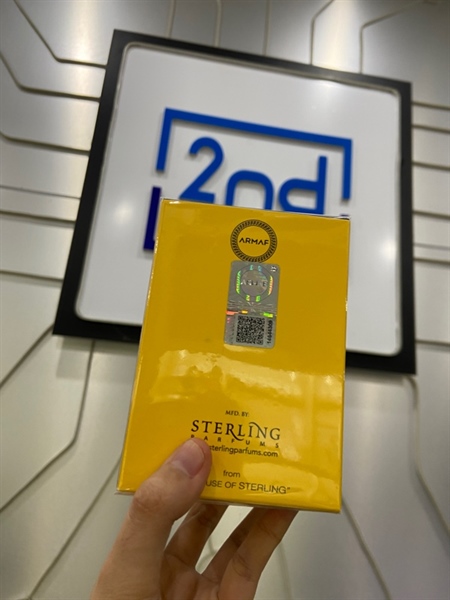 2nd
ARMAF
MFD. BY:
STERLING
PARFUMS
sterlingparfums.com
from
USE OF STERLING®